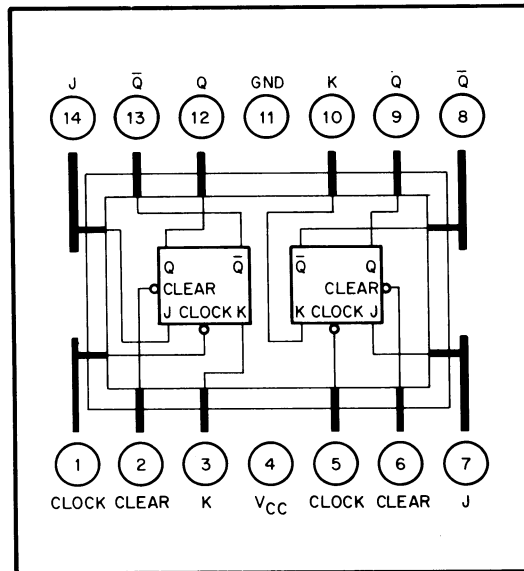 J Q̄ Q GND K Q Q̄
14 13 12 11 10 9 8
Q Q̄ Q̄ Q
CLEAR CLEAR
J CLOCK K K CLOCK J
1 2 3 4 5 6 7
CLOCK CLEAR K VCC CLOCK CLEAR J